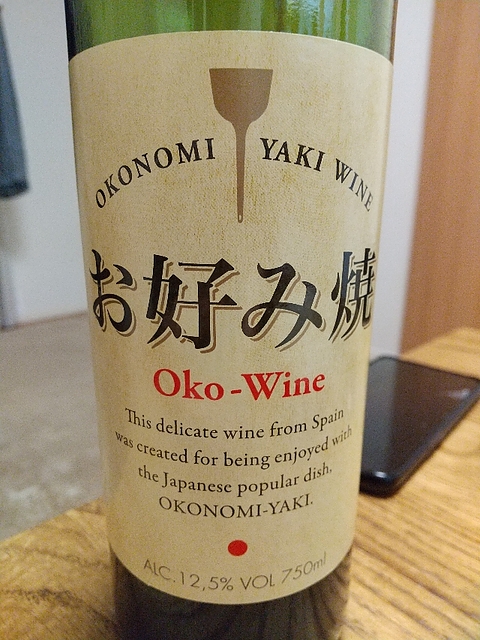 OKONOMI YAKI WINE
お好み焼
Oko-Wine
This delicate wine from Spain
was created for being enjoyed with
the Japanese popular dish.
OKONOMI-YAKI.
ALC.12,5% VOL 750ml